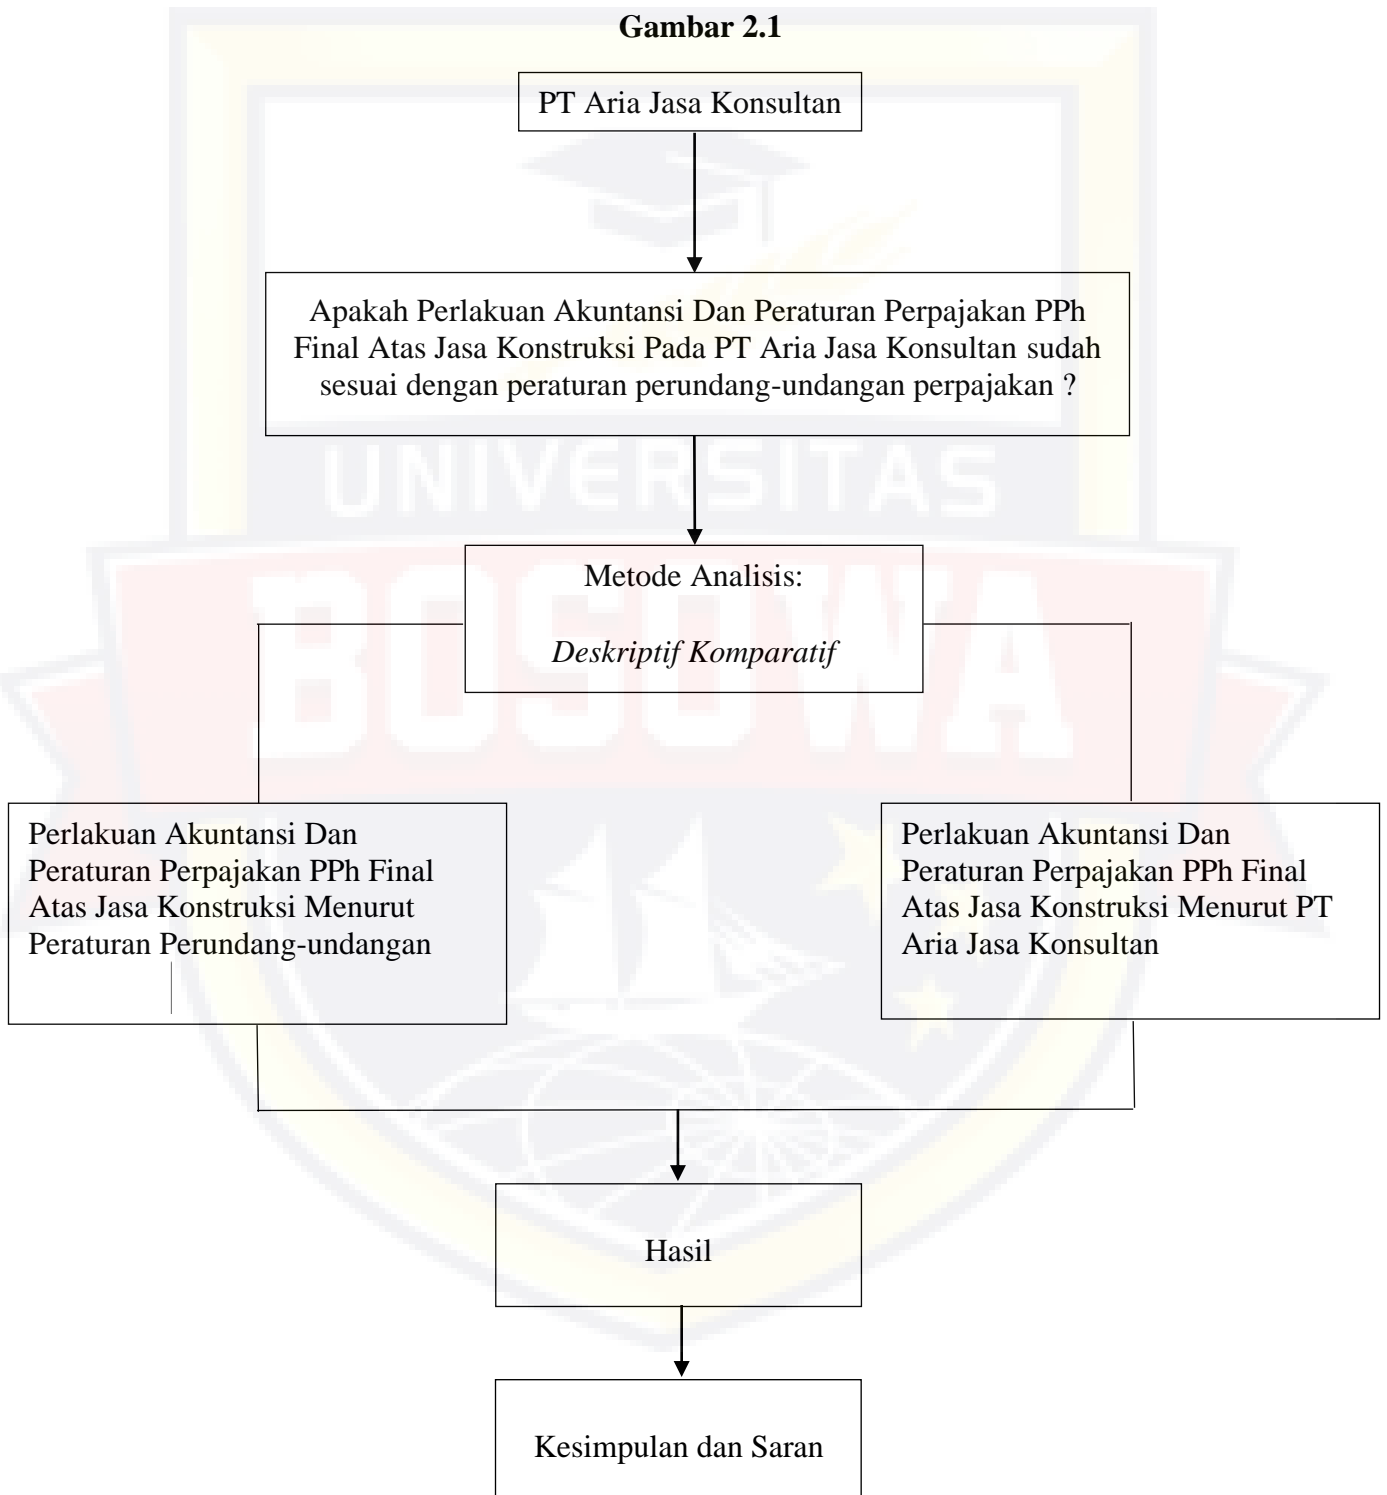 Gambar 2.1
PT Aria Jasa Konsultan
Apakah Perlakuan Akuntansi Dan Peraturan Perpajakan PPh
Final Atas Jasa Konstruksi Pada PT Aria Jasa Konsultan sudah
sesuai dengan peraturan perundang-undangan perpajakan ?
UNIVERSITAS
Metode Analisis:
Deskriptif Komparatif
BOSOWA
Perlakuan Akuntansi Dan
Peraturan Perpajakan PPh Final
Atas Jasa Konstruksi Menurut
Peraturan Perundang-undangan
Perlakuan Akuntansi Dan
Peraturan Perpajakan PPh Final
Atas Jasa Konstruksi Menurut PT
Aria Jasa Konsultan
Hasil
Kesimpulan dan Saran